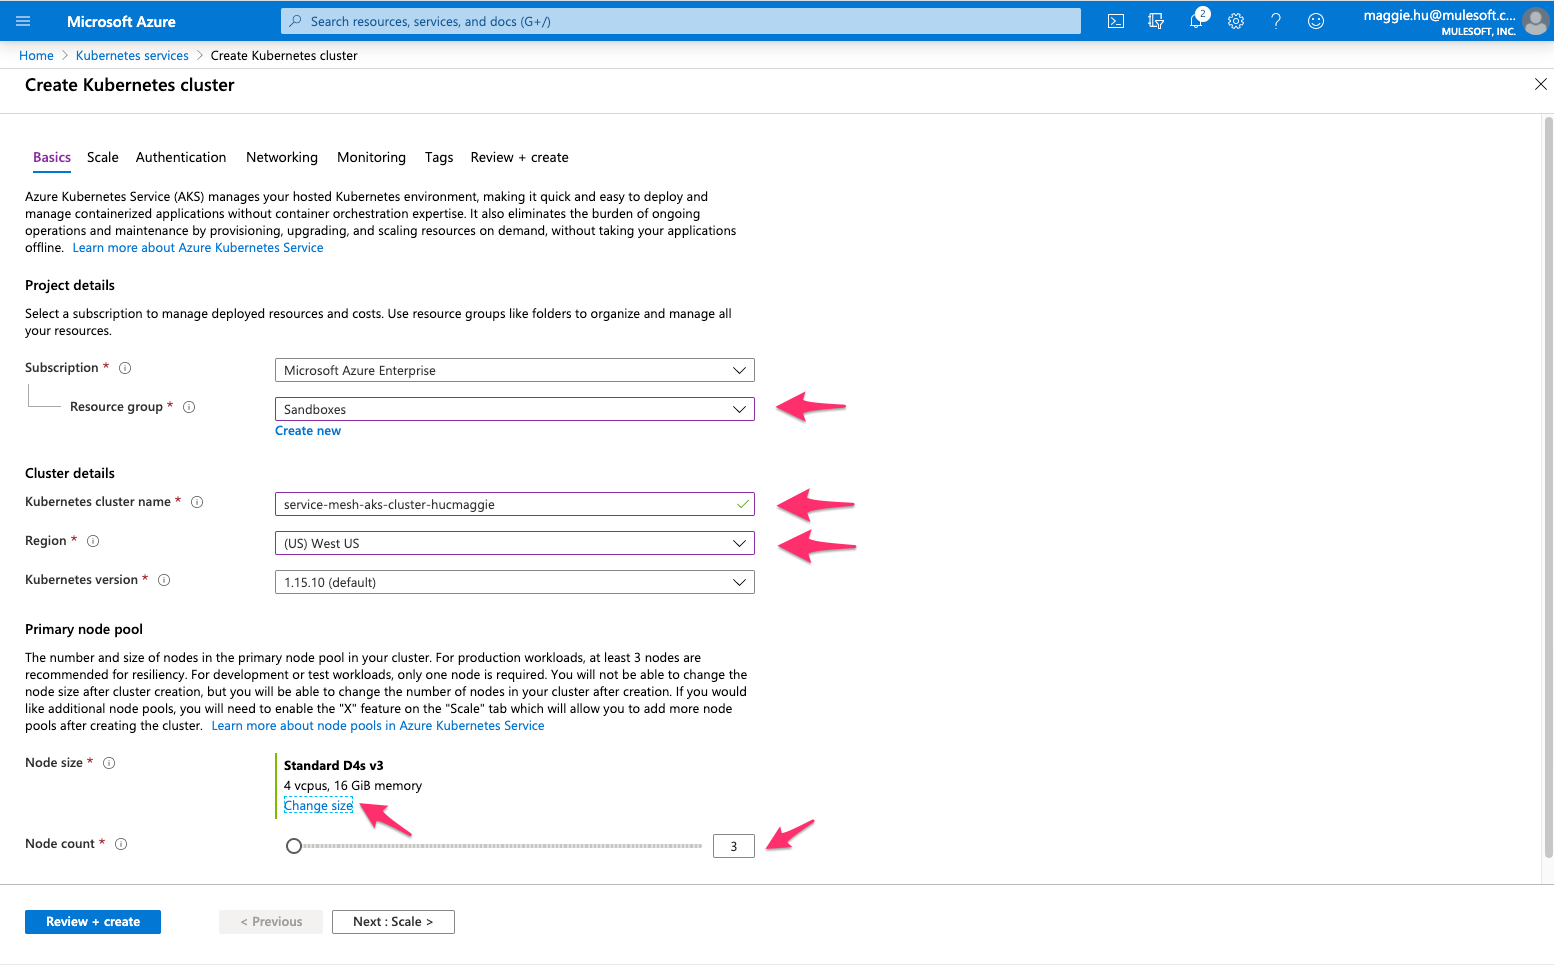 Microsoft Azure
Search resources, services, and docs (G+/)
2
maggie.hu@mulesoft.c...
MULESOFT, INC.
Home > Kubernetes services > Create Kubernetes cluster
Create Kubernetes cluster
Basics Scale Authentication Networking Monitoring Tags Review + create
Azure Kubernetes Service (AKS) manages your hosted Kubernetes environment, making it quick and easy to deploy and
manage containerized applications without container orchestration expertise. It also eliminates the burden of ongoing
operations and maintenance by provisioning, upgrading, and scaling resources on demand, without taking your applications
offline. Learn more about Azure Kubernetes Service
Project details
Select a subscription to manage deployed resources and costs. Use resource groups like folders to organize and manage all
your resources.
Subscription * Microsoft Azure Enterprise
Resource group * Sandboxes
Create new
Cluster details
Kubernetes cluster name * service-mesh-aks-cluster-hucmaggie
Region * (US) West US
Kubernetes version * 1.15.10 (default)
Primary node pool
The number and size of nodes in the primary node pool in your cluster. For production workloads, at least 3 nodes are
recommended for resiliency. For development or test workloads, only one node is required. You will not be able to change the
node size after cluster creation, but you will be able to change the number of nodes in your cluster after creation. If you would
like additional node pools, you will need to enable the "X" feature on the "Scale" tab which will allow you to add more node
pools after creating the cluster. Learn more about node pools in Azure Kubernetes Service
Node size * Standard D4s v3
4 vcpus, 16 GiB memory
Change size
Node count * 3
Review + create < Previous Next : Scale >